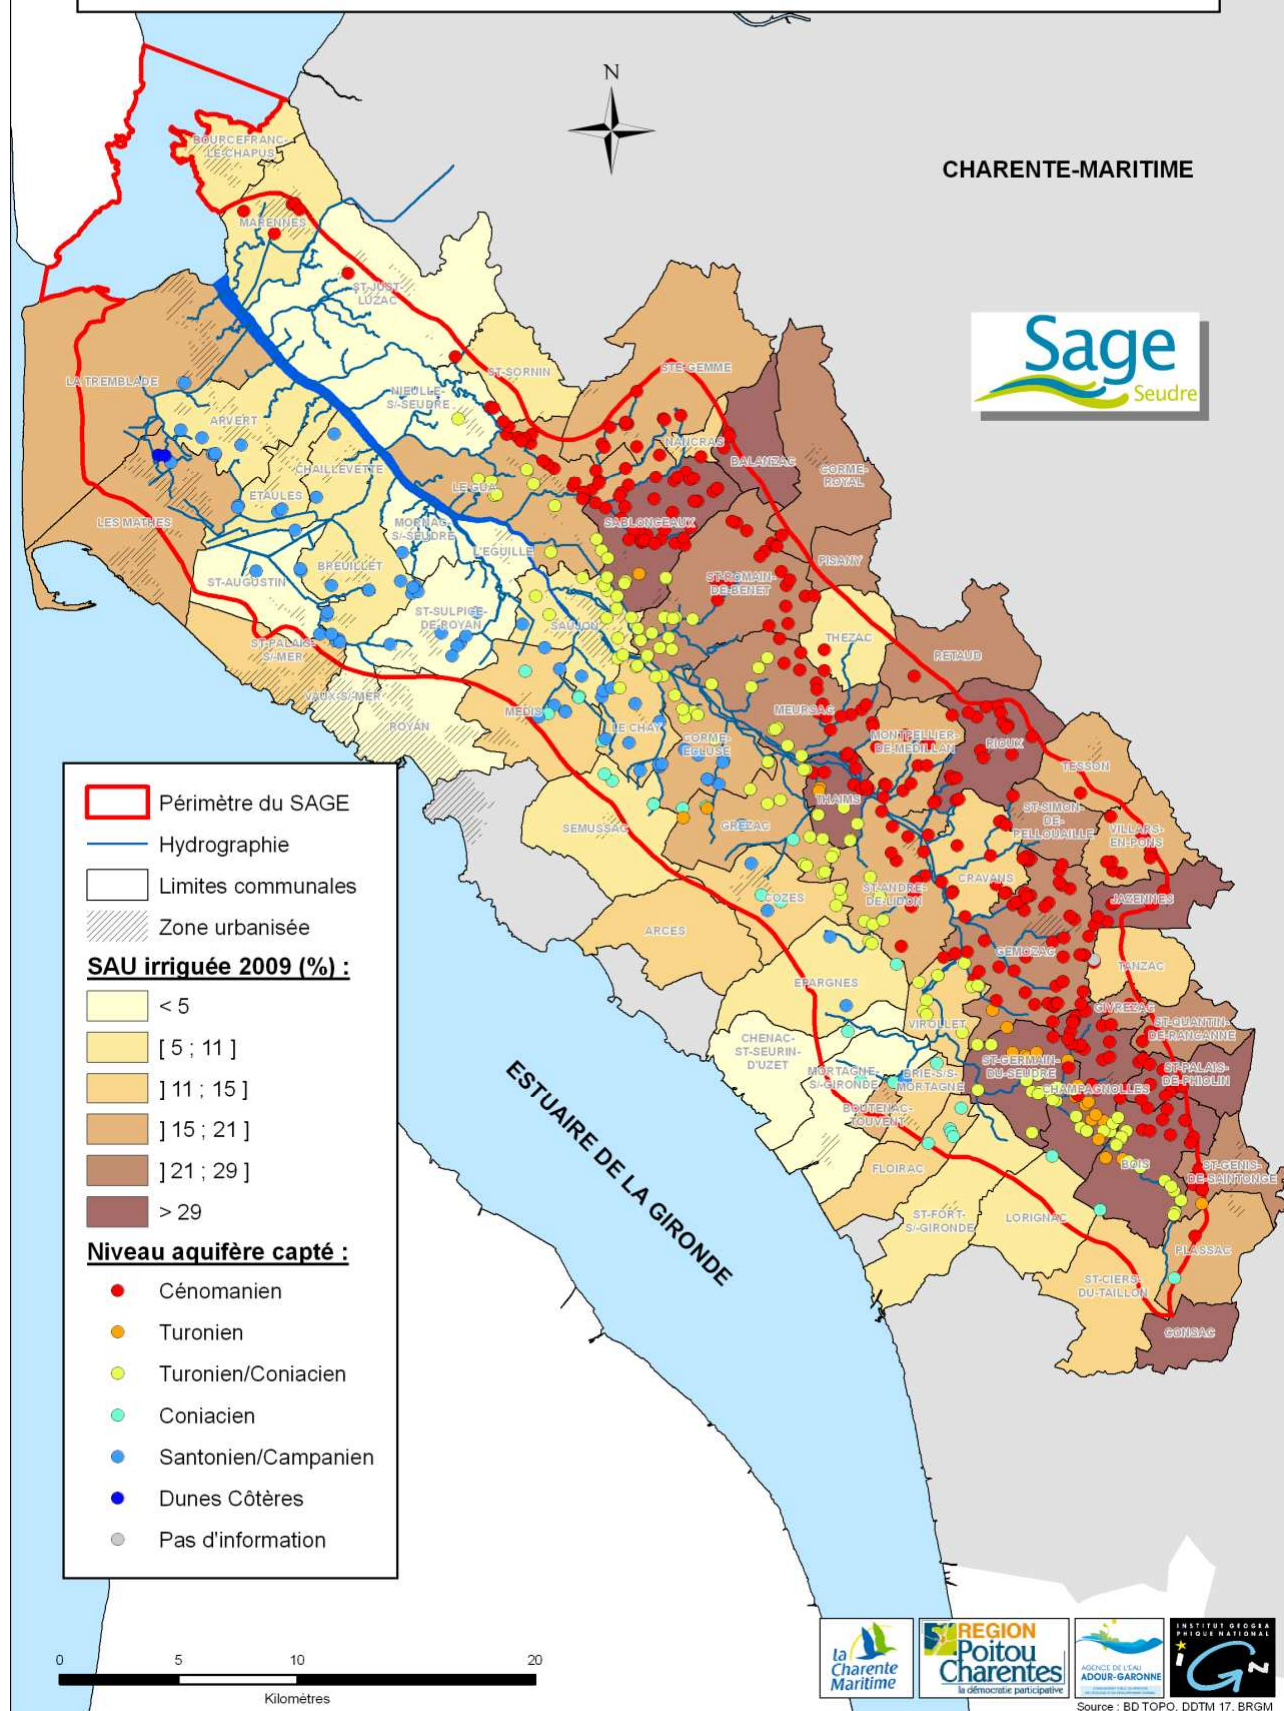 N
CHARENTE-MARITIME
Sage
Seudre
BOURCEFRANC-
LE-CHAPUS
MARENNES
ST-JUST-
LUZAC
LA TREMBLADE
ST-SORNIN
STE-GEMME
NIEULLE-
S/-SEUDRE
ARVERT
NANCRAS
BALANZAC
CORME-
ROYAL
CHAILLEVETTE
LE GUA
ETAULES
LES MATHES
SABLONCEAUX
MORNAC-
S/-SEUDRE
L'EGUILLE
PISANY
BREUILLET
ST-AUGUSTIN
ST-ROMAIN-
DE-BENET
ST-SULPICE-
DE-ROYAN
SAUJON
THEZAC
ST-PALAIS-
S/-MER
RETAUD
VAUX-S/-MER
ROYAN
MEDIS
MEURSAC
LE CHAY
CORME-
ECLUSE
MONTPELLIER-
DE-MEDILLAN
RIOUX
TESSON
THAIMS
ST-SIMON-
DE-
PELLOUAILLE
SEMUSSAC
GREZAC
VILLARS-
EN-PONS
CRAVANS
ST-ANDRE-
DE-LIDON
COZES
JAZENNES
ARCES
GEMOZAC
TANZAC
EPARGNES
GIVREZAC
VIROLLET
ST-QUANTIN-
DE-RANCANNE
CHENAC-
ST-SEURIN-
D'UZET
ST-GERMAIN-
DU-SEUDRE
MORTAGNE-
S/-GIRONDE
BRIE-S/S-
MORTAGNE
CHAMPAGNOLLES
ST-PALAIS-
DE-PHIOLIN
BOUTENAC-
TOUVENT
FLOIRAC
BOIS
ST-GENIS-
DE-SAINTONGE
ST-FORT-
S/-GIRONDE
LORIGNAC
PLASSAC
ST-CIERS-
DU-TAILLON
CONSAC
ESTUAIRE DE LA GIRONDE
Périmètre du SAGE
Hydrographie
Limites communales
Zone urbanisée
SAU irriguée 2009 (%) :
< 5
[ 5 ; 11 ]
] 11 ; 15 ]
] 15 ; 21 ]
] 21 ; 29 ]
> 29
Niveau aquifère capté :
Cénomanien
Turonien
Turonien/Coniacien
Coniacien
Santonien/Campanien
Dunes Côtères
Pas d'information
0 5 10 20
Kilomètres
la
Charente
Maritime
REGION
Poitou
Charentes
la démocratie participative
AGENCE DE L'EAU
ADOUR-GARONNE
INSTITUT GEOGRA
PHIQUE NATIONAL
IGN
Source : BD TOPO, DDTM 17, BRGM